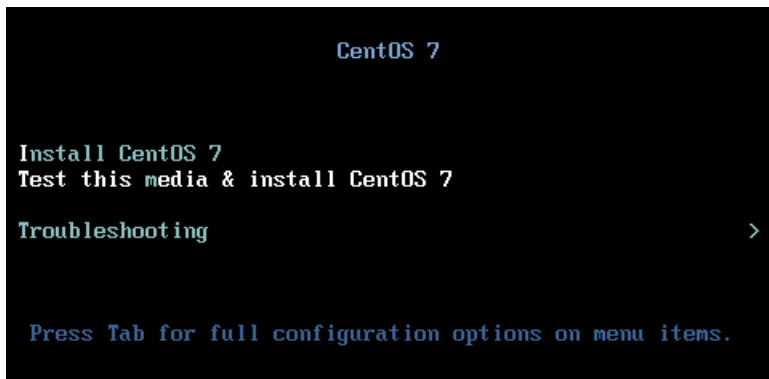 CentOS 7
Install CentOS 7
Test this media & install CentOS 7
Troubleshooting >
Press Tab for full configuration options on menu items.